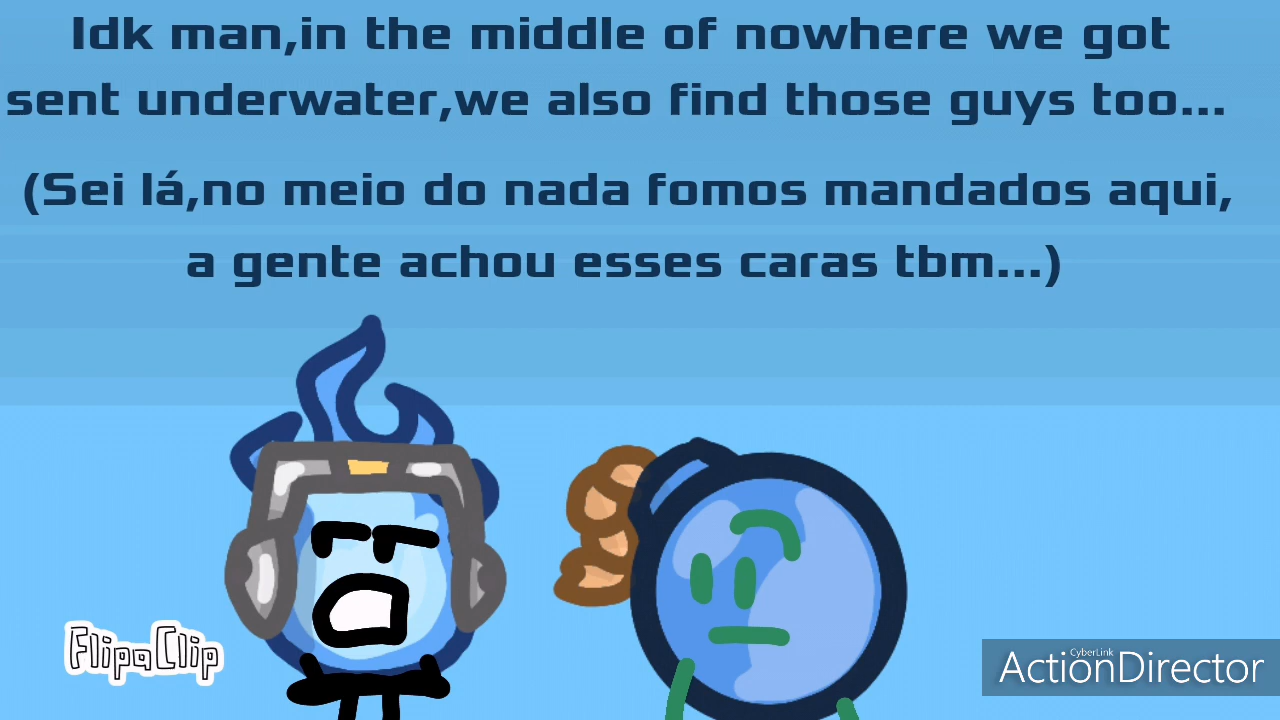 Idk man,in the middle of nowhere we got
sent underwater,we also find those guys too...
(Sei lá,no meio do nada fomos mandados aqui,
a gente achou esses caras tbm...)
FlipaClip
CyberLink
ActionDirector